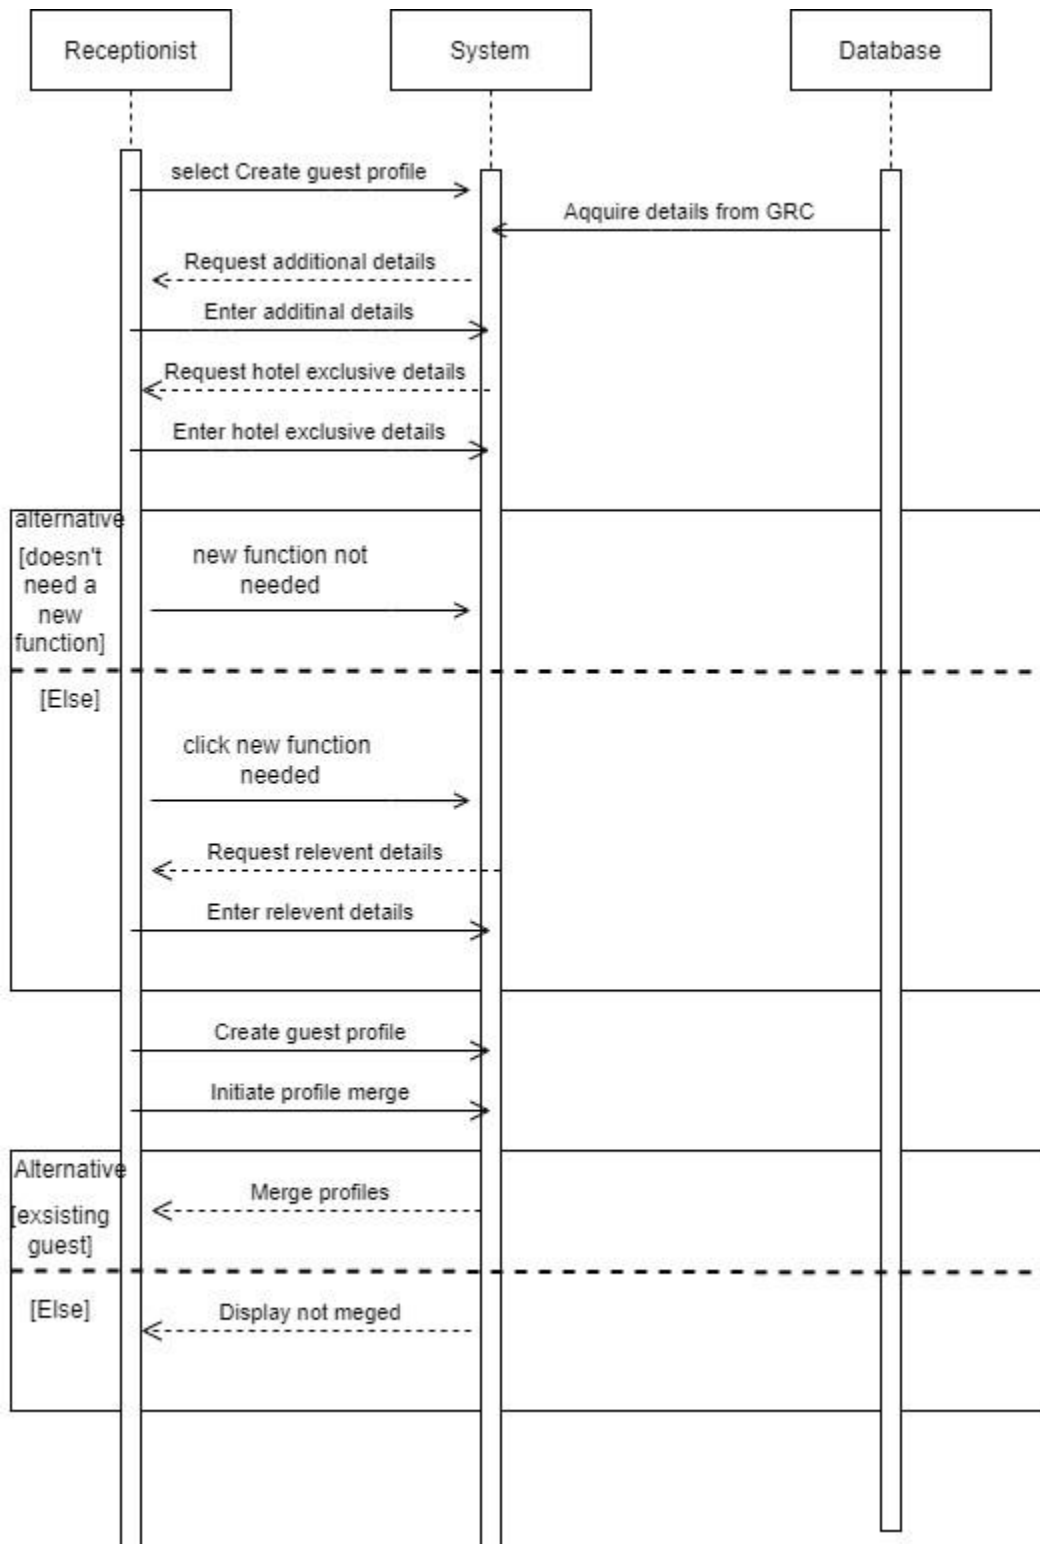 Receptionist
System
Database
select Create guest profile
Aqquire details from GRC
Request additional details
Enter additinal details
Request hotel exclusive details
Enter hotel exclusive details
alternative
[doesn't
need a
new
function]
new function not
needed
[Else]
click new function
needed
Request relevent details
Enter relevent details
Create guest profile
Initiate profile merge
Alternative
[exsisting
guest]
Merge profiles
[Else]
Display not meged